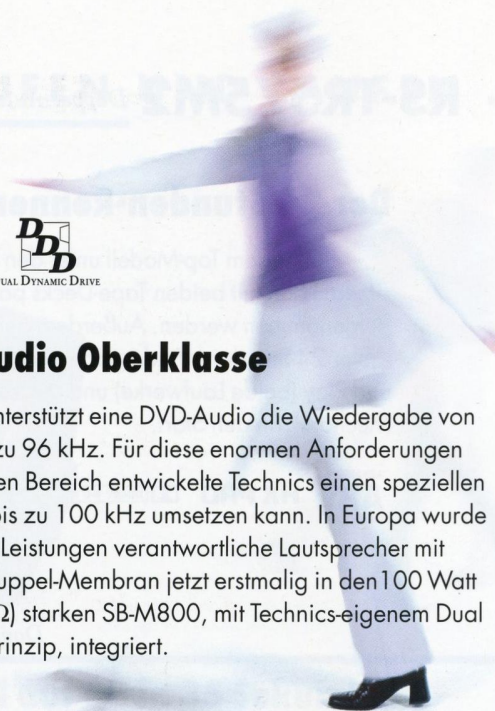 DDD
DUAL DYNAMIC DRIVE
udio Oberklasse
nterstützt eine DVD-Audio die Wiedergabe von
zu 96 kHz. Für diese enormen Anforderungen
en Bereich entwickelte Technics einen speziellen
bis zu 100 kHz umsetzen kann. In Europa wurde
Leistungen verantwortliche Lautsprecher mit
uppel-Membran jetzt erstmalig in den100 Watt
Ω) starken SB-M800, mit Technics-eigenem Dual
rinzip, integriert.